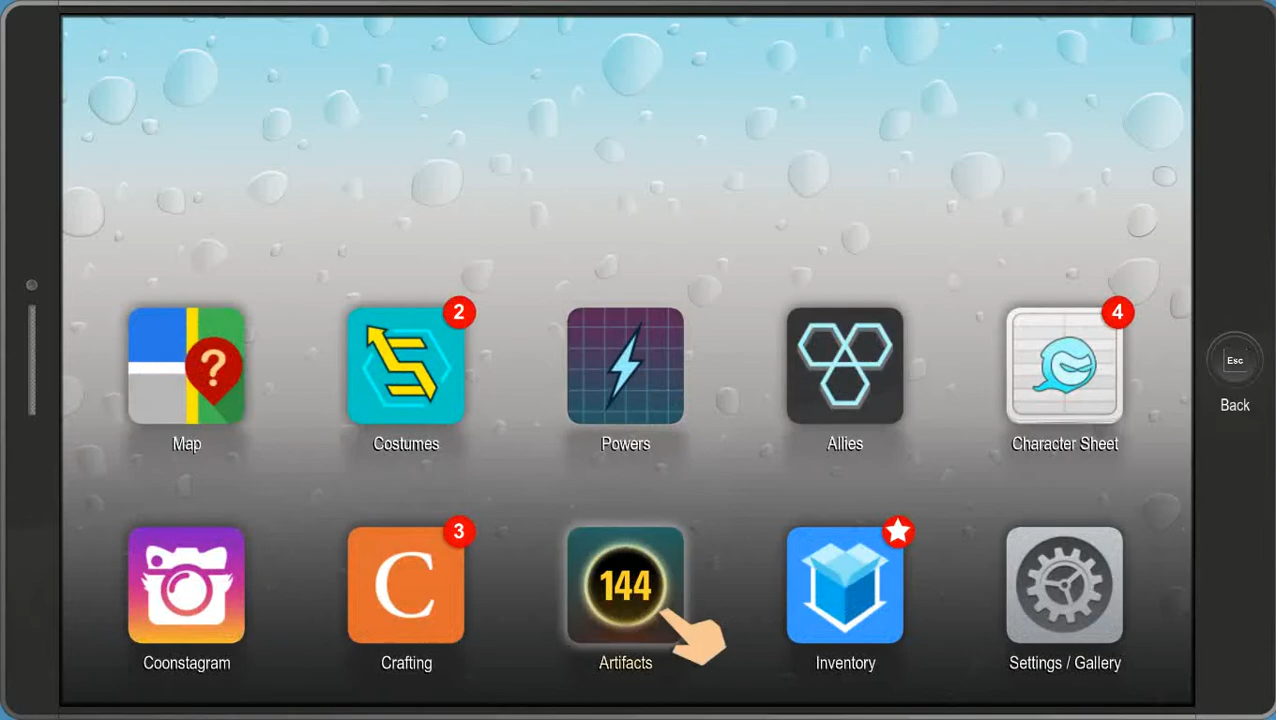 2
4
?
Esc
Back
Map
Costumes
Powers
Allies
Character Sheet
3
C
144
Coonstagram
Crafting
Artifacts
Inventory
Settings / Gallery